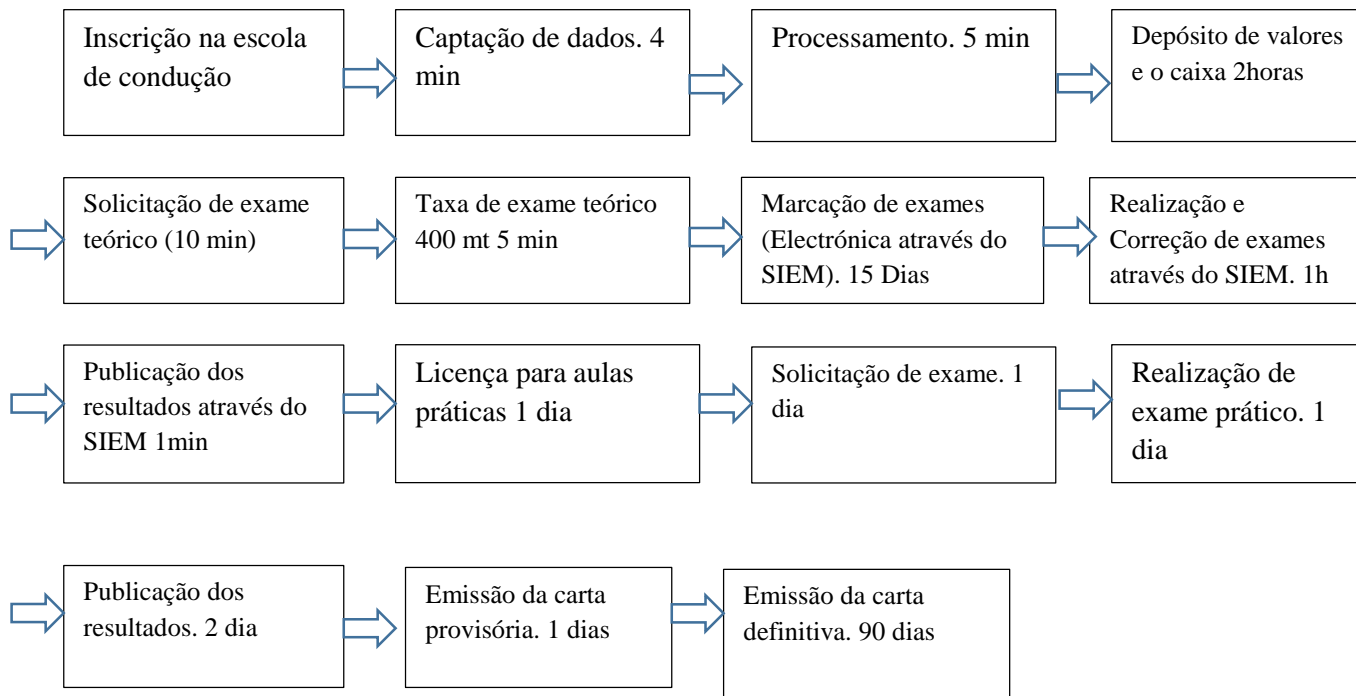 Inscrição na escola
de condução
Captação de dados. 4
min
Processamento. 5 min
Depósito de valores
e o caixa 2horas
Solicitação de exame
teórico (10 min)
Taxa de exame teórico
400 mt 5 min
Marcação de exames
(Electrónica através do
SIEM). 15 Dias
Realização e
Correção de exames
através do SIEM. 1h
Publicação dos
resultados através do
SIEM 1min
Licença para aulas
práticas 1 dia
Solicitação de exame. 1
dia
Realização de
exame prático. 1
dia
Publicação dos
resultados. 2 dia
Emissão da carta
provisória. 1 dias
Emissão da carta
definitiva. 90 dias